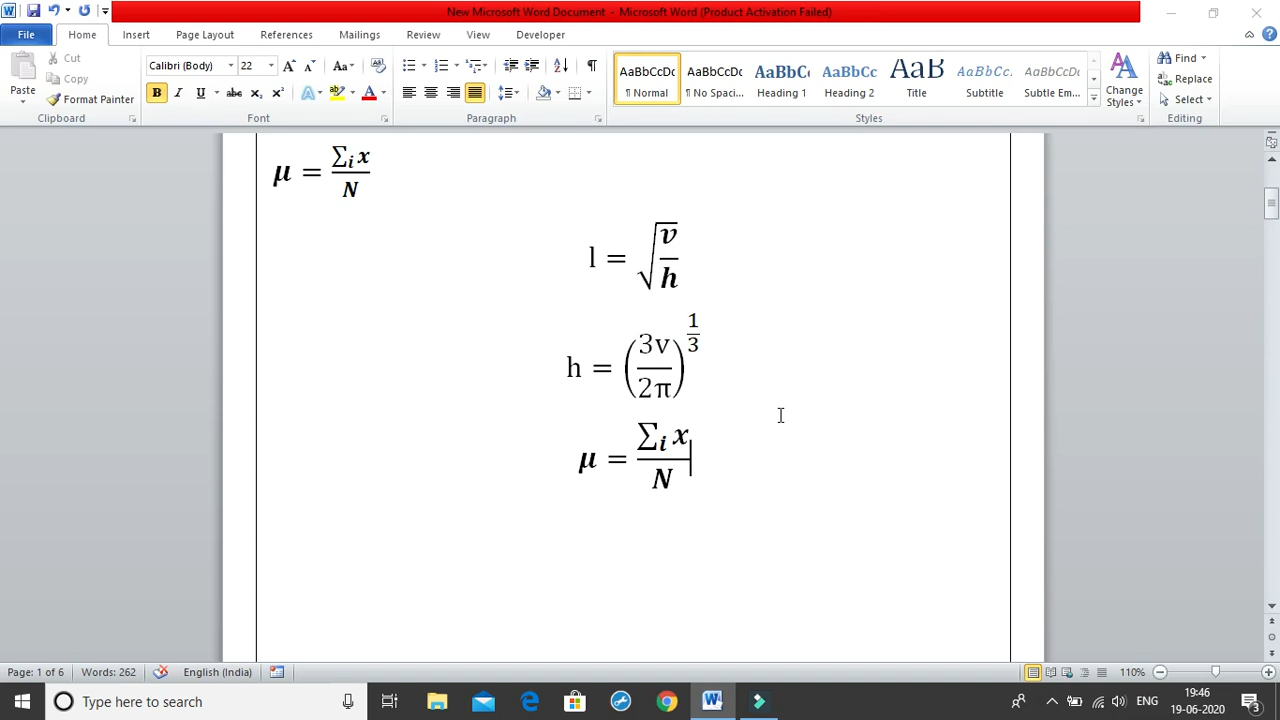 New Microsoft Word Document - Microsoft Word (Product Activation Failed)
File Home Insert Page Layout References Mailings Review View Developer
Paste
Cut
Copy
Format Painter
Clipboard
Calibri (Body) 22
Font
Paragraph
AaBbCcDc AaBbCcDc AaBbCc AaBbCc AaB AaBbCc. AaBbCcDc
¶ Normal ¶ No Spaci... Heading 1 Heading 2 Title Subtitle Subtle Em...
Change Styles
Styles
Find
Replace
Select
Editing
μ = ∑ᵢ x / N
l = √(v/h)
h = (3v/2π)^(1/3)
μ = ∑ᵢ x / N
Page: 1 of 6 Words: 262 English (India) 110%
Type here to search
ENG
19:46
19-06-2020
3